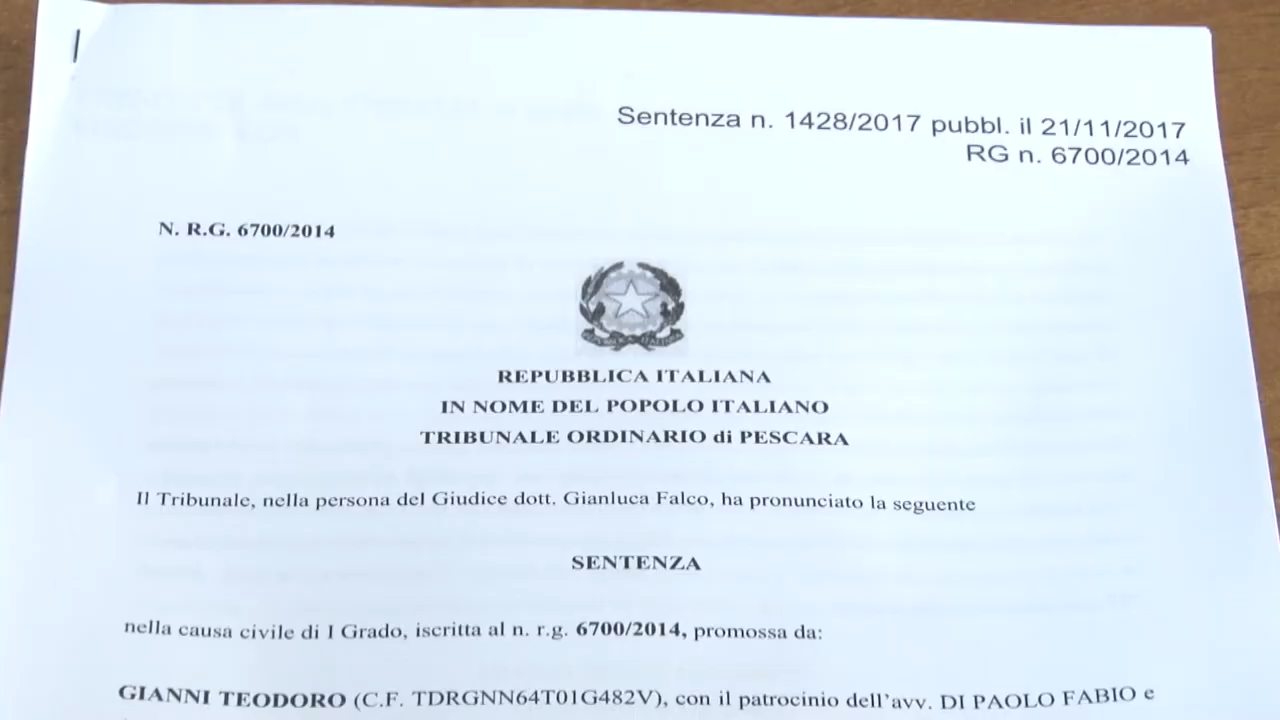 Sentenza n. 1428/2017 pubbl. il 21/11/2017
RG n. 6700/2014
N. R.G. 6700/2014
REPUBBLICA ITALIANA
IN NOME DEL POPOLO ITALIANO
TRIBUNALE ORDINARIO di PESCARA
Il Tribunale, nella persona del Giudice dott. Gianluca Falco, ha pronunciato la seguente
SENTENZA
nella causa civile di I Grado, iscritta al n. r.g. 6700/2014, promossa da:
GIANNI TEODORO (C.F. TDRGNN64T01G482V), con il patrocinio dell'avv. DI PAOLO FABIO e